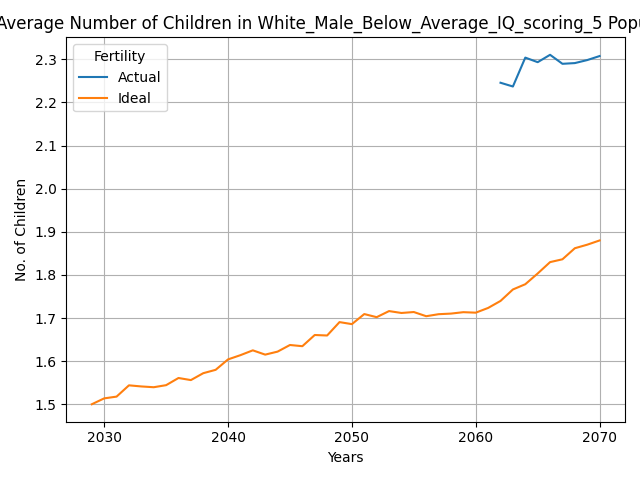 Average Number of Children in White_Male_Below_Average_IQ_scoring_5 Popu
Fertility
Actual
Ideal
No. of Children
2.3
2.2
2.1
2.0
1.9
1.8
1.7
1.6
1.5
2030 2040 2050 2060 2070
Years